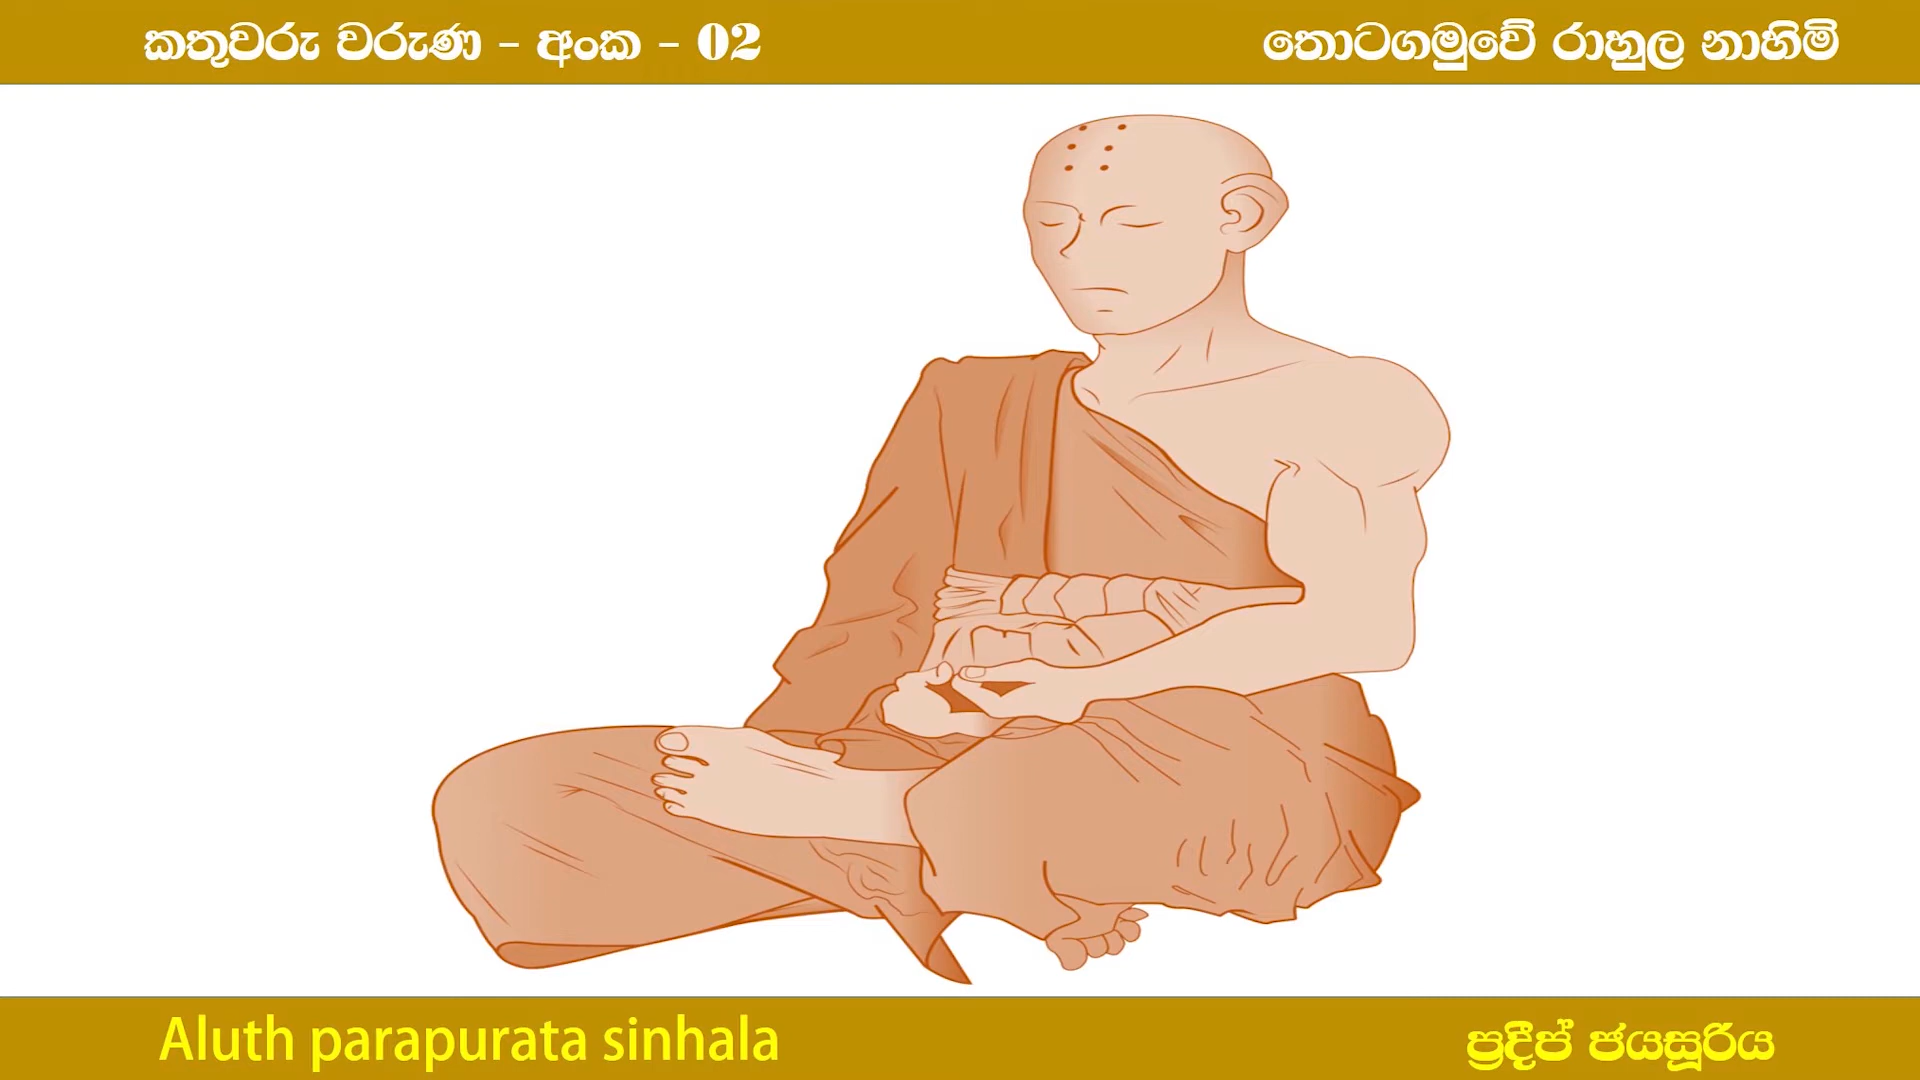 කතුවරු වරුණ - අංක - 02
තොටගමුවේ රාහුල නාහිමි
Aluth parapurata sinhala
ප්‍රදීප් ජයසූරිය